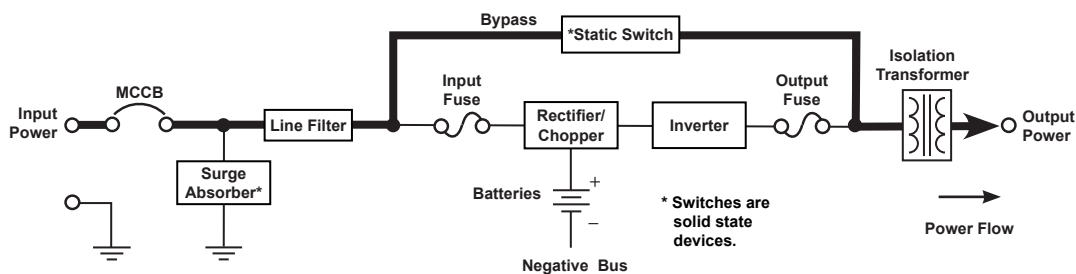 Bypass
*Static Switch
Isolation
Transformer
MCCB
Input
Fuse
Output
Fuse
Input
Power
Line Filter
Rectifier/
Chopper
Inverter
Output
Power
Surge
Absorber*
Batteries
+
–
* Switches are
solid state
devices.
Power Flow
Negative Bus